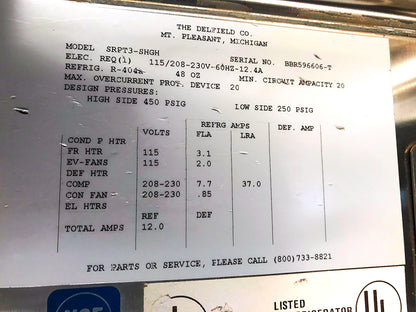 THE DELFIELD CO.
MT. PLEASANT, MICHIGAN
MODEL SRPT3-SHGH SERIAL NO. BBR596606-T
ELEC. REQ(1) 115/208-230V-60HZ-12.4A
REFRIG. R-404A 48 OZ MIN. CIRCUIT AMPACITY 20
MAX. OVERCURRENT PROT. DEVICE 20
DESIGN PRESSURES:
HIGH SIDE 450 PSIG LOW SIDE 250 PSIG
REFRG AMPS DEF. AMP
VOLTS FLA LRA
COND P HTR
FR HTR 115 3.1
EV-FANS 115 2.0
DEF HTR
COMP 208-230 7.7 37.0
CON FAN 208-230 .85
EL HTRS
REF DEF
TOTAL AMPS 12.0
FOR PARTS OR SERVICE, PLEASE CALL (800)733-8821
NSF
LISTED